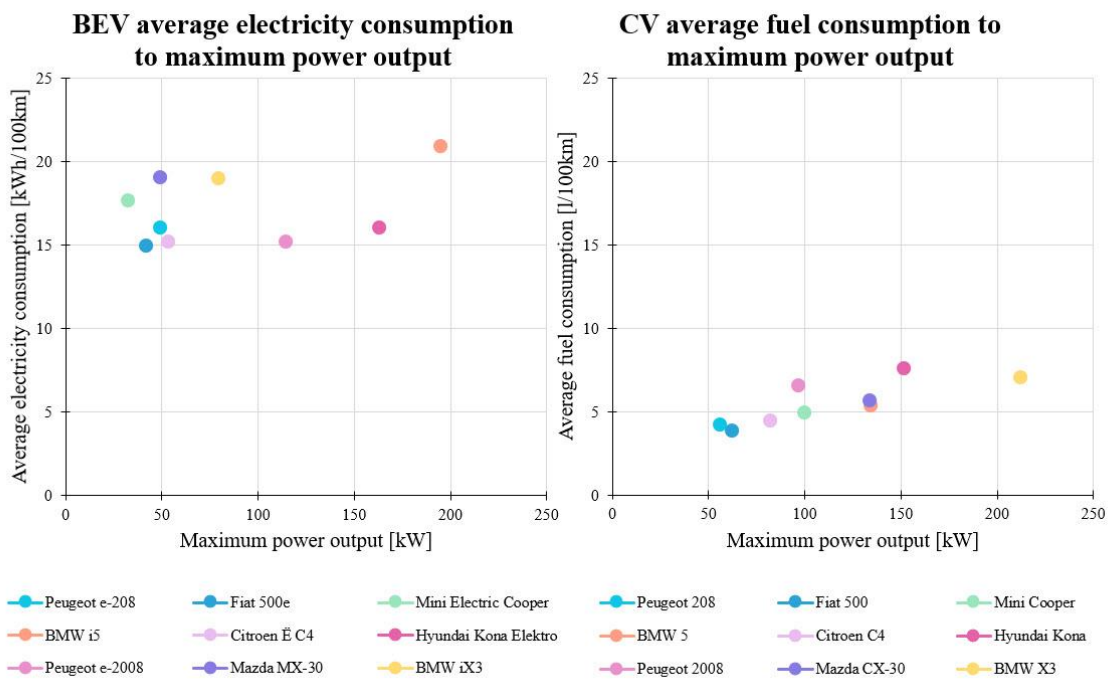 BEV average electricity consumption
to maximum power output
25
20
15
10
5
0
0 50 100 150 200 250
Average electricity consumption [kWh/100km]
Maximum power output [kW]
Peugeot e-208 Fiat 500e Mini Electric Cooper
BMW i5 Citroen Ë C4 Hyundai Kona Elektro
Peugeot e-2008 Mazda MX-30 BMW iX3
CV average fuel consumption to
maximum power output
25
20
15
10
5
0
0 50 100 150 200 250
Average fuel consumption [l/100km]
Maximum power output [kW]
Peugeot 208 Fiat 500 Mini Cooper
BMW 5 Citroen C4 Hyundai Kona
Peugeot 2008 Mazda CX-30 BMW X3